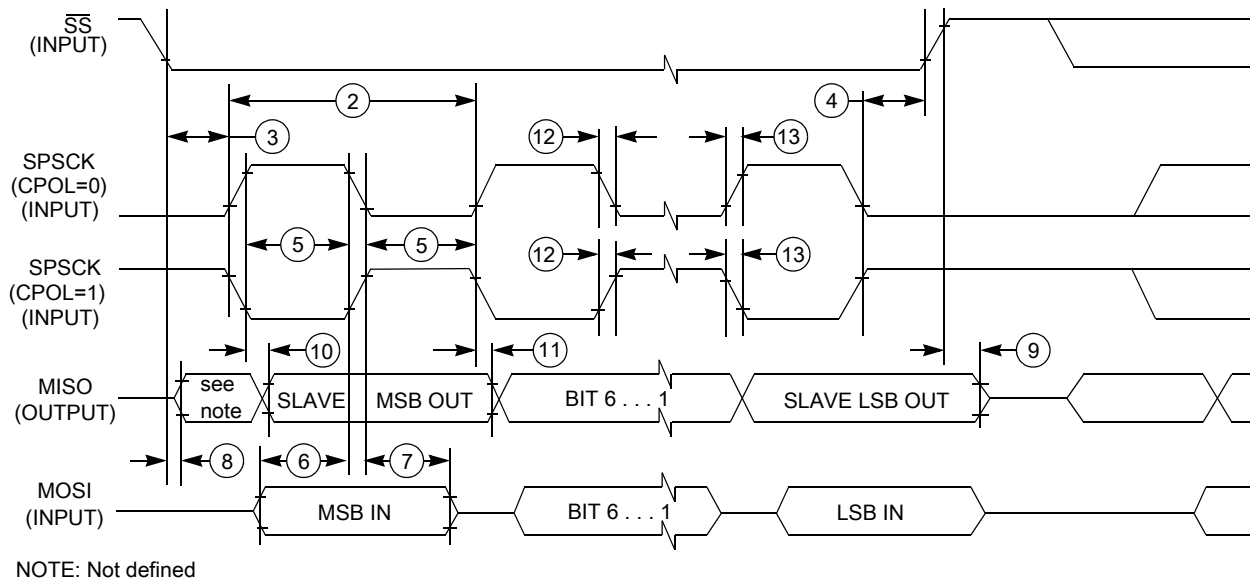 SS
(INPUT)
2
4
3
12
13
SPSCK
(CPOL=0)
(INPUT)
5
5
12
13
SPSCK
(CPOL=1)
(INPUT)
10
11
9
MISO
(OUTPUT)
see
note
SLAVE
MSB OUT
BIT 6 . . . 1
SLAVE LSB OUT
8
6
7
MOSI
(INPUT)
MSB IN
BIT 6 . . . 1
LSB IN
NOTE: Not defined